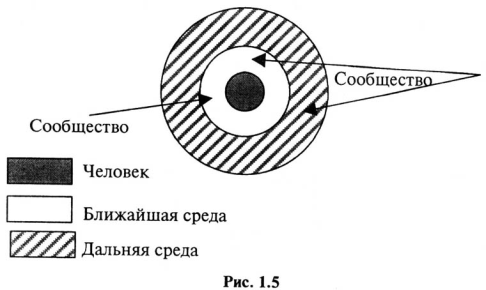 Сообщество
Сообщество
Человек
Ближайшая среда
Дальняя среда
Рис. 1.5